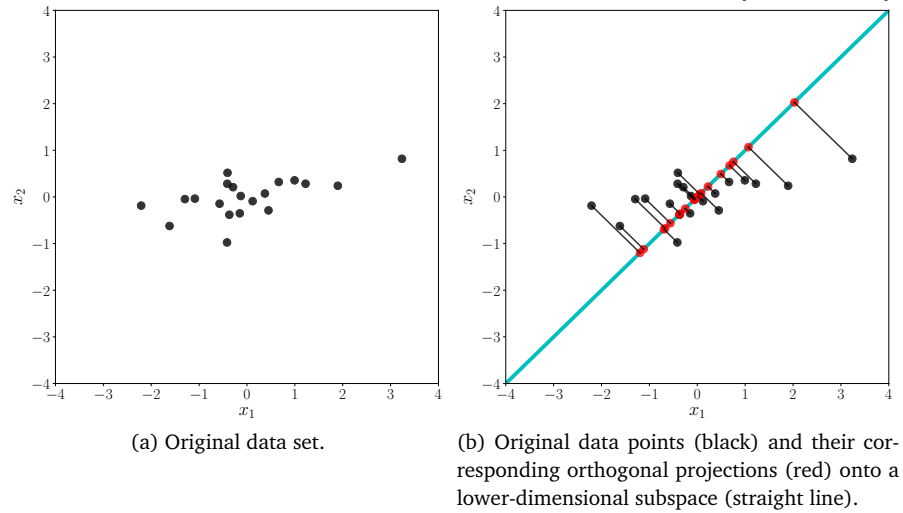 4
3
2
1
0
−1
−2
−3
−4
x2
−4 −3 −2 −1 0 1 2 3 4
x1
(a) Original data set.
4
3
2
1
0
−1
−2
−3
−4
x2
−4 −3 −2 −1 0 1 2 3 4
x1
(b) Original data points (black) and their cor-
responding orthogonal projections (red) onto a
lower-dimensional subspace (straight line).